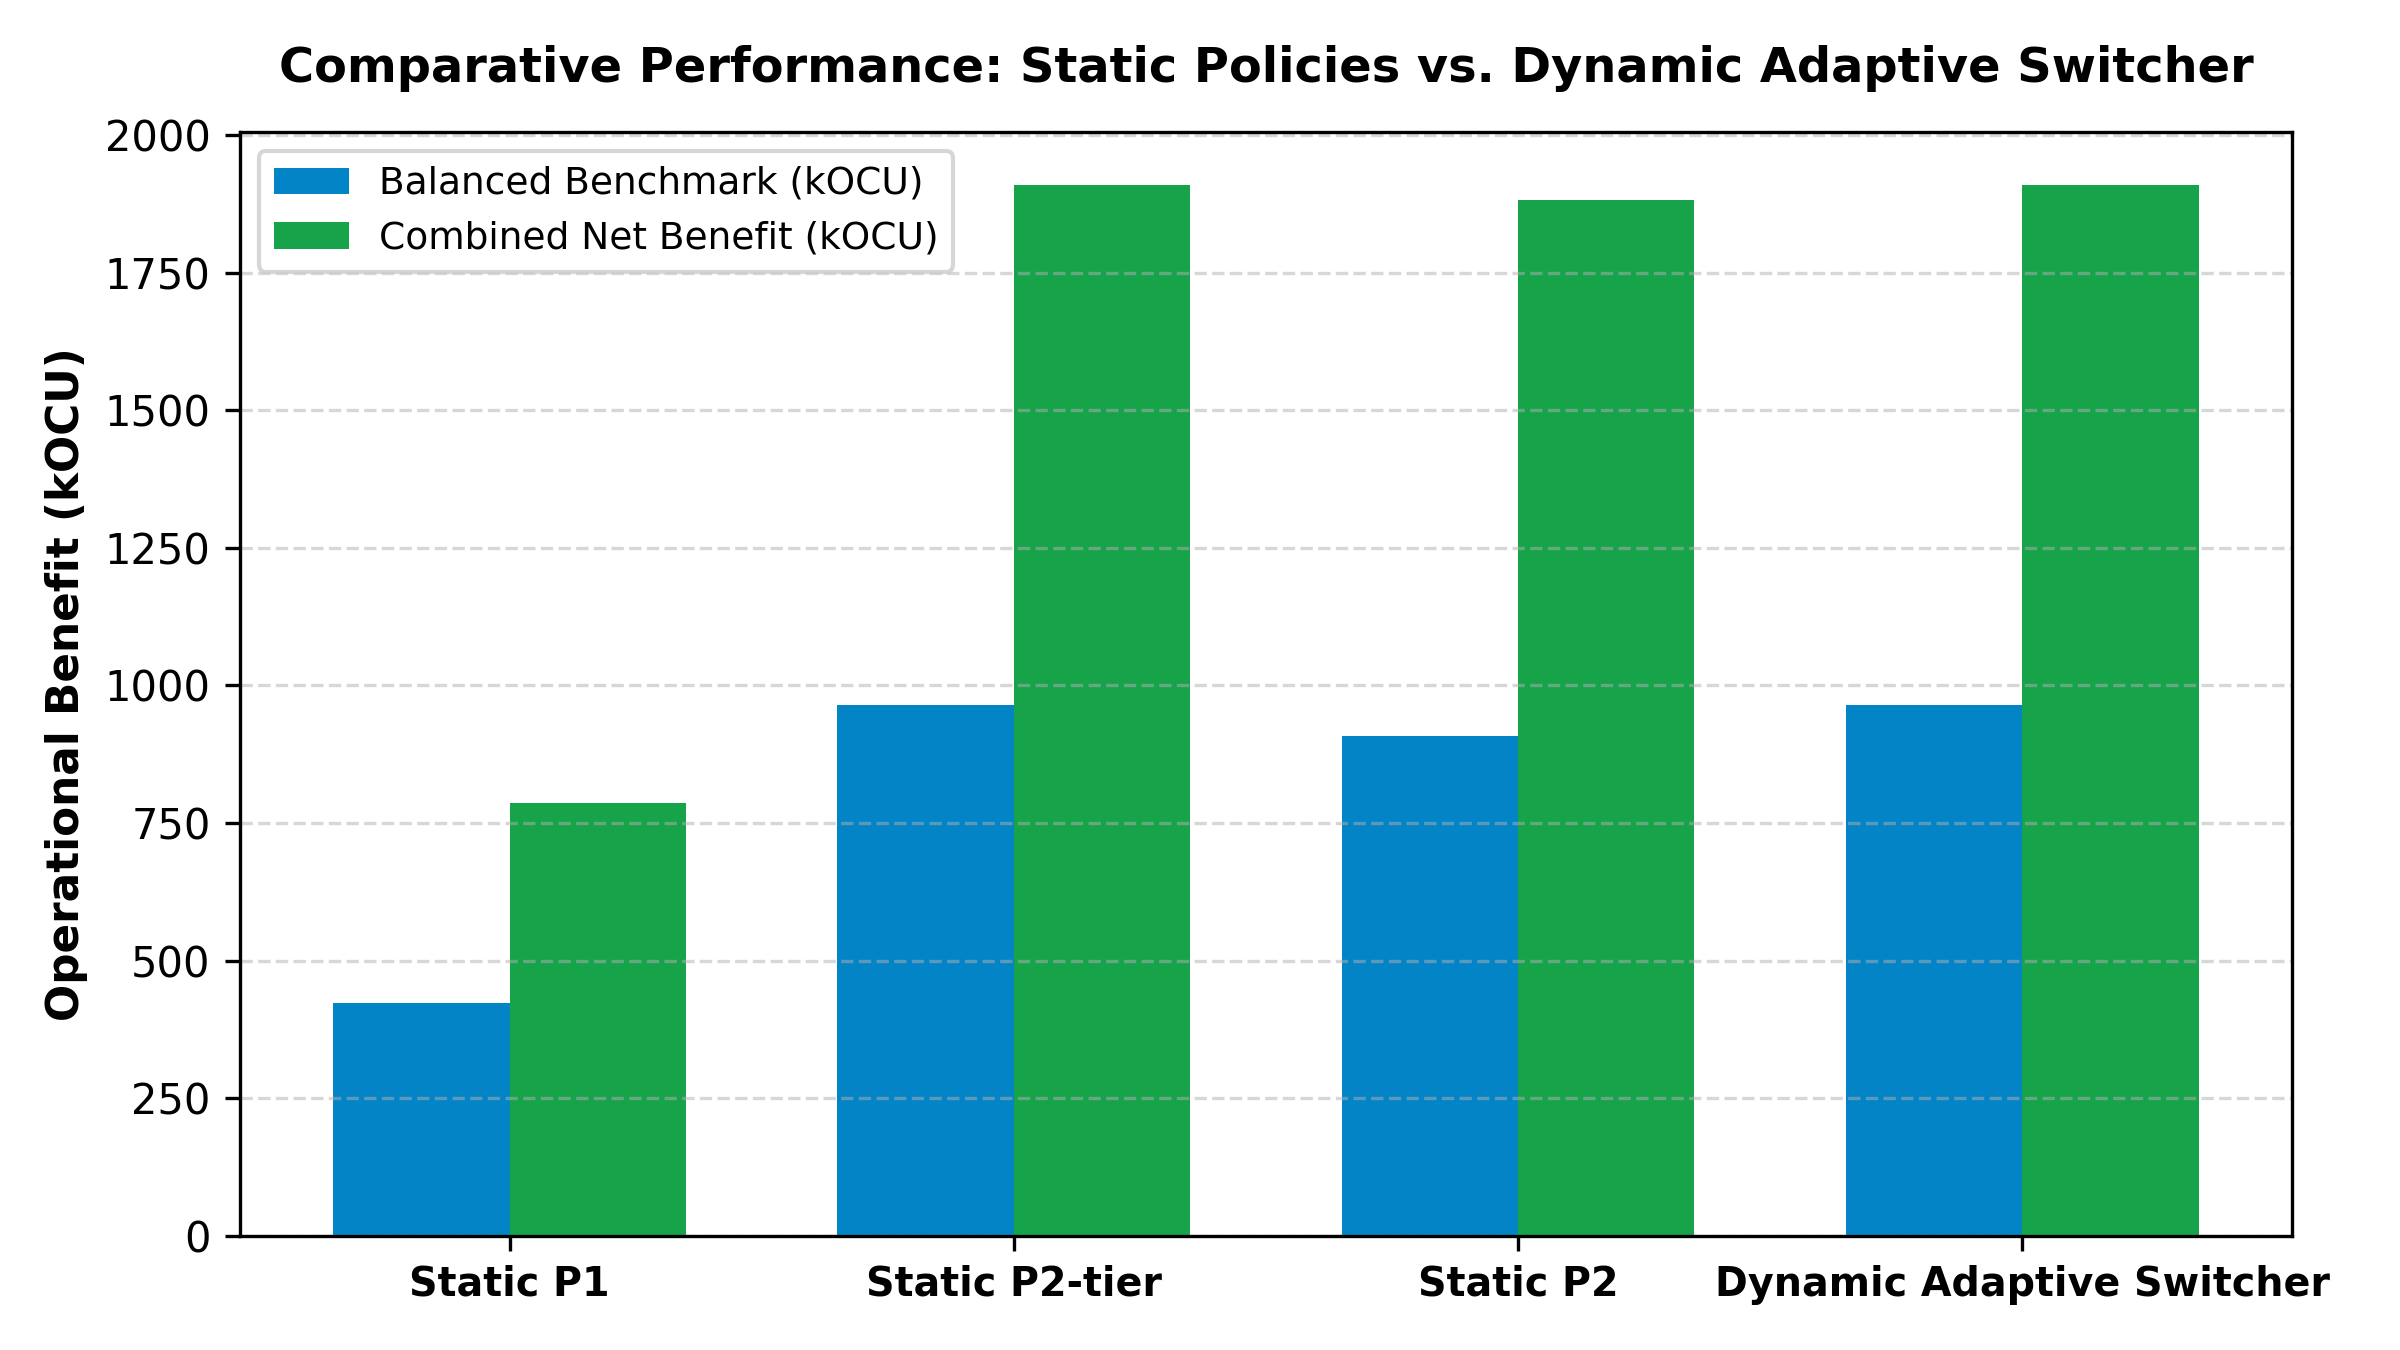 Comparative Performance: Static Policies vs. Dynamic Adaptive Switcher
Balanced Benchmark (kOCU)
Combined Net Benefit (kOCU)
Operational Benefit (kOCU)
2000
1750
1500
1250
1000
750
500
250
0
Static P1
Static P2-tier
Static P2
Dynamic Adaptive Switcher